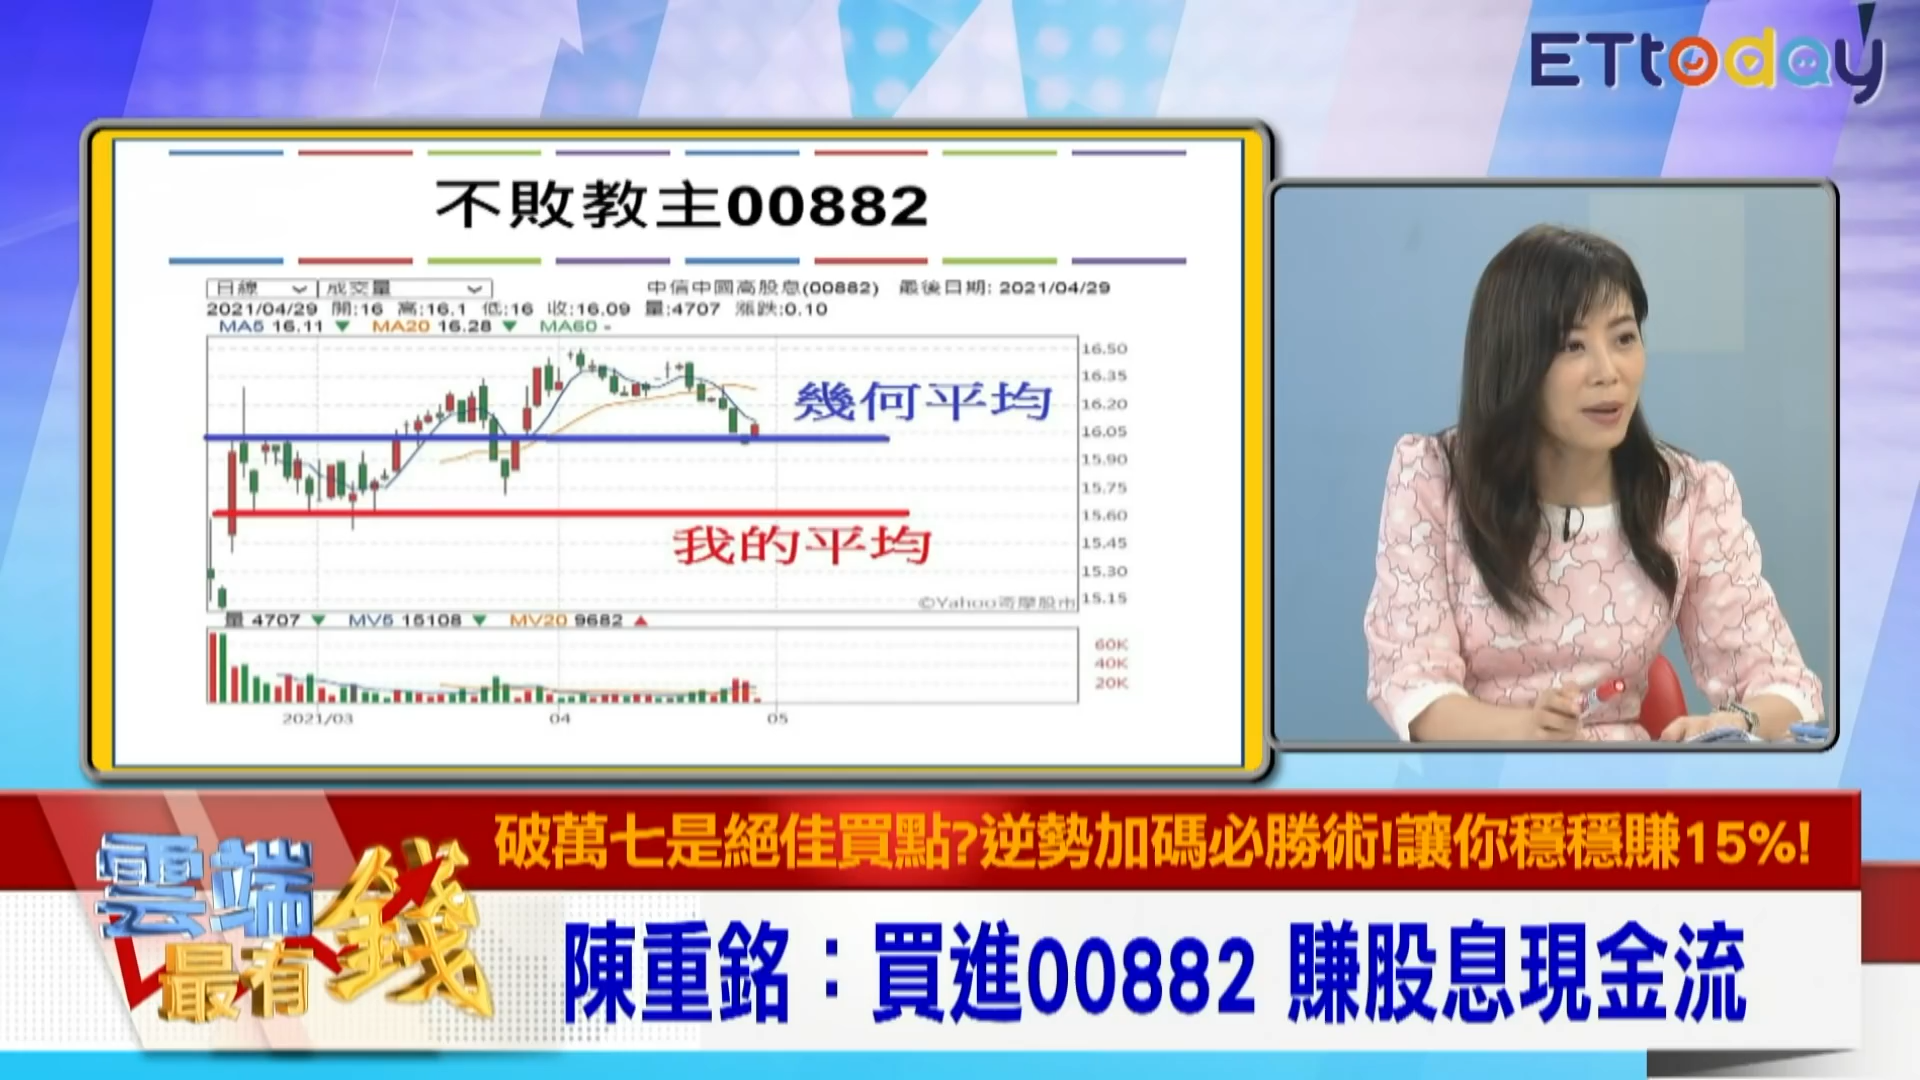 ETtoday
不敗教主00882
日線 成交量 中信中國高股息(00882) 最後日期: 2021/04/29
2021/04/29 開:16 高:16.1 低:16 收:16.09 量:4707 漲跌:0.10
MA5 16.11 ▼ MA20 16.28 ▼ MA60 -
16.50
16.35
幾何平均
16.20
16.05
15.90
15.75
15.60
我的平均
15.45
15.30
15.15
©Yahoo奇摩股市
量 4707 ▼ MV5 15108 ▼ MV20 9682 ▲
60K
40K
20K
2021/03 04 05
破萬七是絕佳買點?逆勢加碼必勝術!讓你穩穩賺15%!
雲端最有錢
陳重銘：買進00882 賺股息現金流